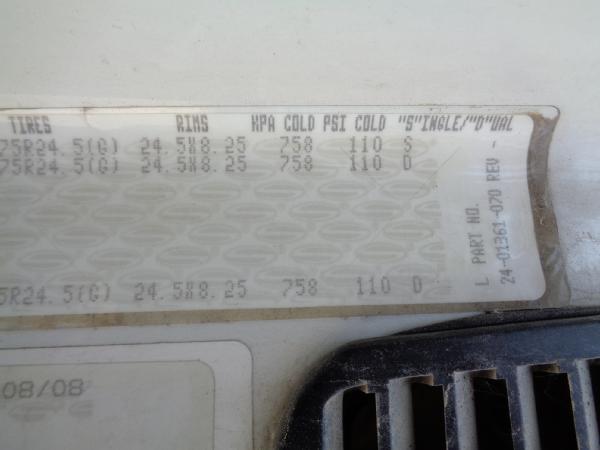 TIRES RIMS KPA COLD PSI COLD "S"INGLE/"D"UAL
75R24.5(G) 24.5X8.25 758 110 S
75R24.5(G) 24.5X8.25 758 110 D
5R24.5(G) 24.5X8.25 758 110 D
L PART NO.
24-01361-070 REV -
08/08